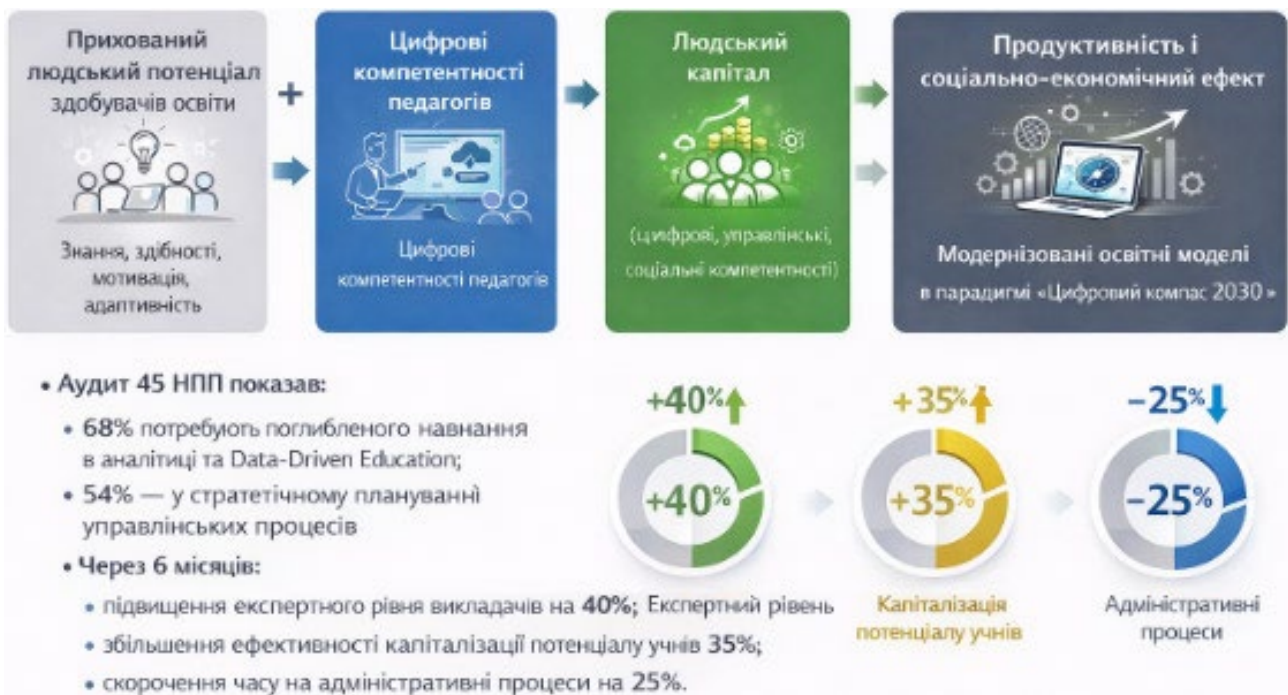 Прихований
людський потенціал
здобувачів освіти
Знання, здібності,
мотивація,
адаптивність
+
Цифрові
компетентності
педагогів
Цифрові
компетентності педагогів
Людський
капітал
(цифрові, управлінські,
соціальні компетентності)
Продуктивність і
соціально-економічний ефект
Модернізовані освітні моделі
в парадигмі «Цифровий компас 2030»
• Аудит 45 НПП показав:
• 68% потребують поглибленого навнання
в аналітиці та Data-Driven Education;
• 54% — у стратетічному плануванні
управлінських процесів
• Через 6 місяців:
• підвищення експертного рівня викладачів на 40%;
• збільшення ефективності капіталізації потенціалу учнів 35%;
• скорочення часу на адміністративні процеси на 25%.
+40%
+40%
Експертний рівень
+35%
+35%
Капіталізація
потенціалу учнів
−25%
−25%
Адміністративні
процеси